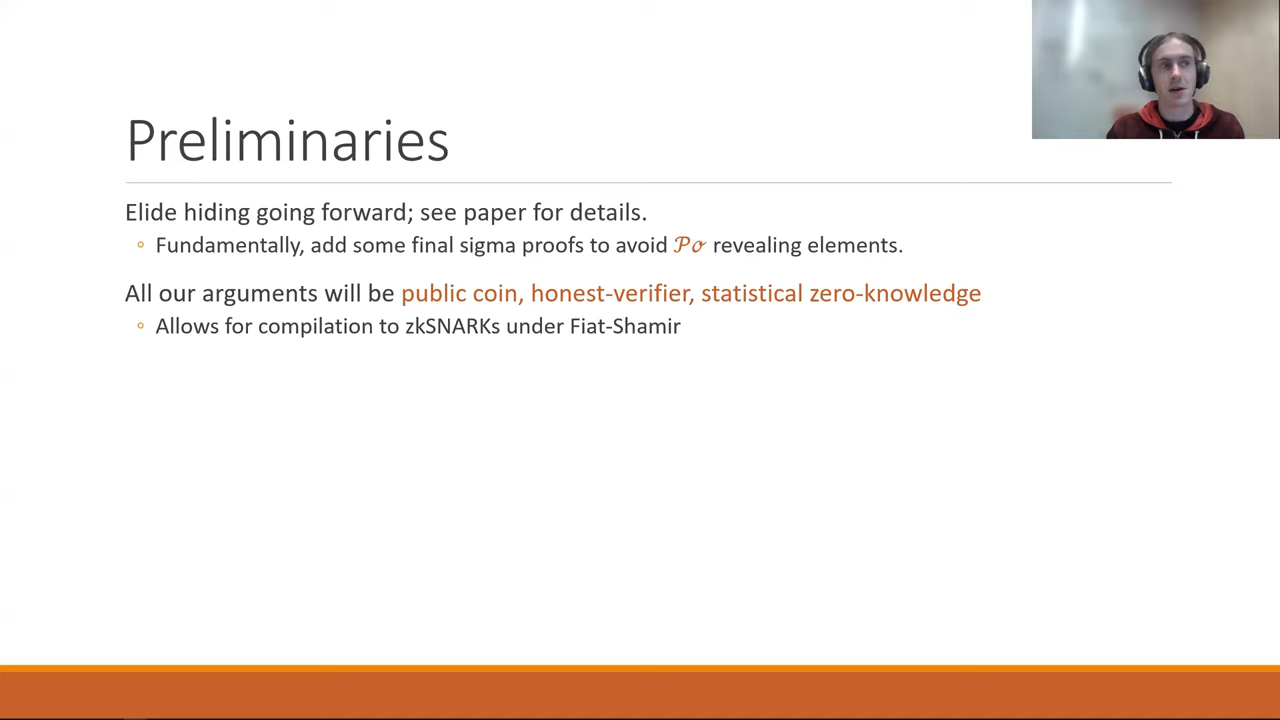 Preliminaries
Elide hiding going forward; see paper for details.
◦ Fundamentally, add some final sigma proofs to avoid 𝒫ℴ revealing elements.
All our arguments will be public coin, honest-verifier, statistical zero-knowledge
◦ Allows for compilation to zkSNARKs under Fiat-Shamir